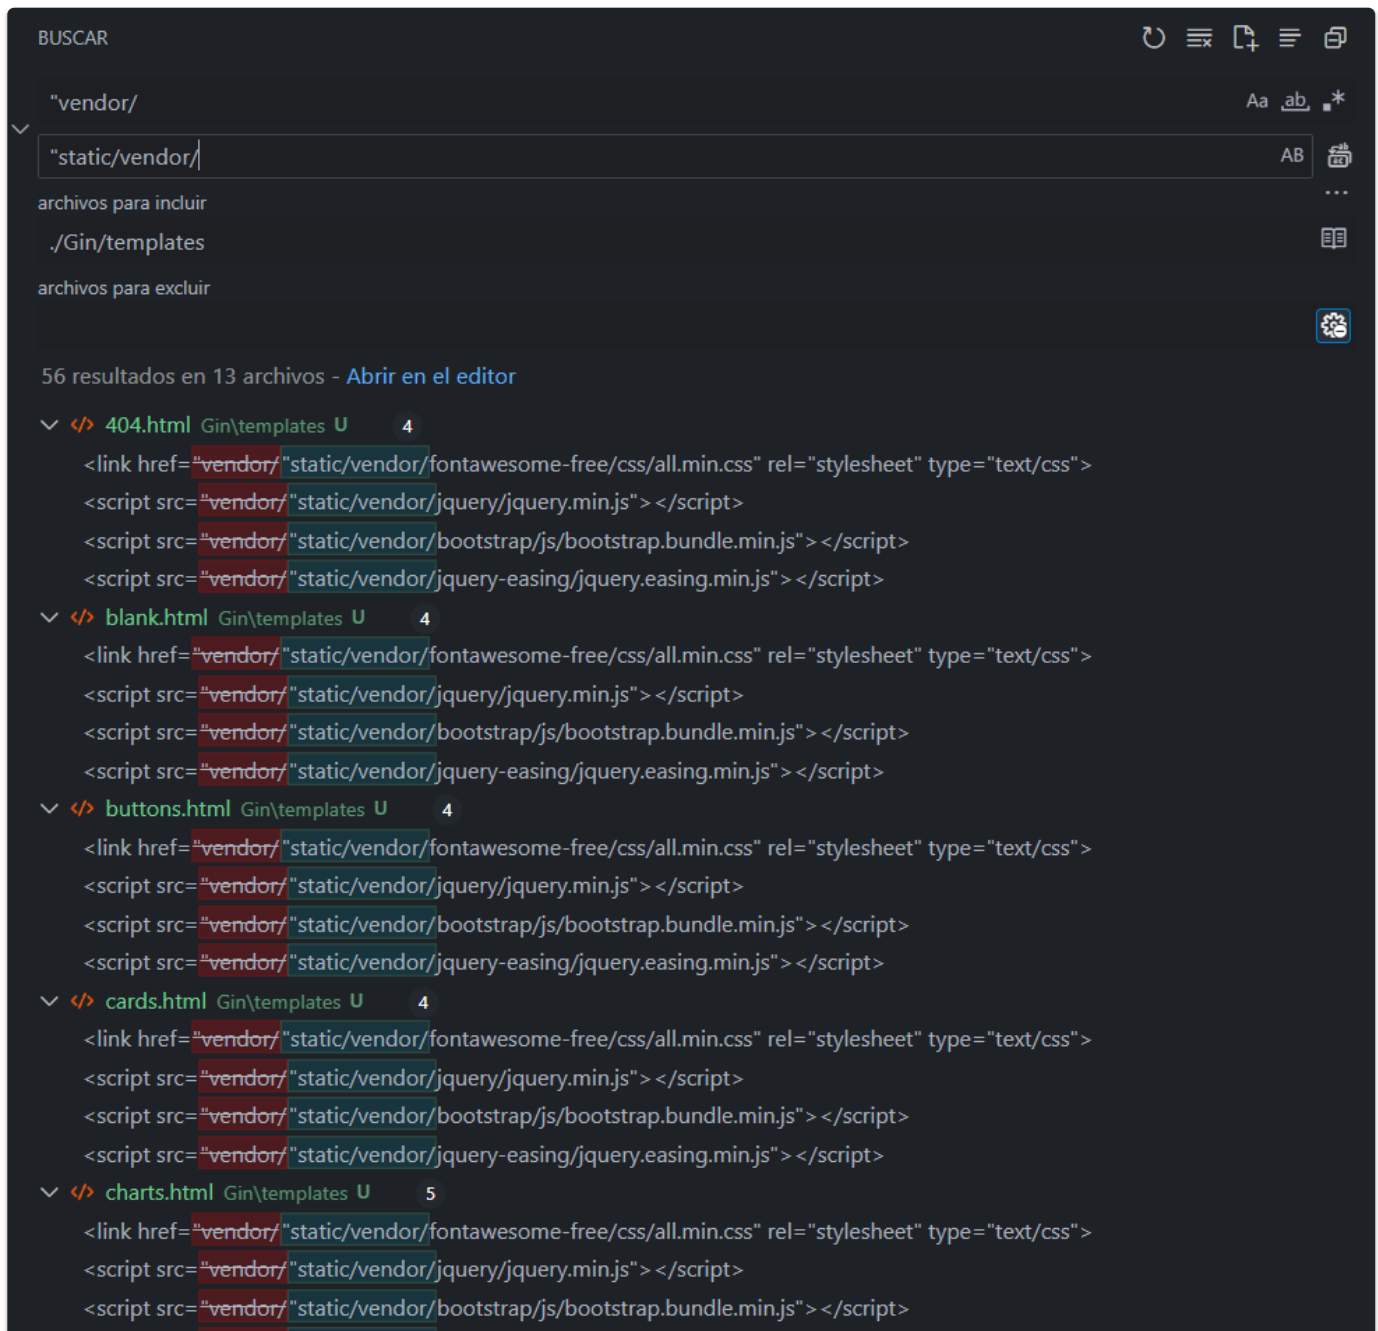 BUSCAR
"vendor/
Aa ab *
"static/vendor/
AB
archivos para incluir
...
./Gin/templates
archivos para excluir
56 resultados en 13 archivos - Abrir en el editor
404.html Gin\templates U 4
<link href="vendor/"static/vendor/fontawesome-free/css/all.min.css" rel="stylesheet" type="text/css">
<script src="vendor/"static/vendor/jquery/jquery.min.js"></script>
<script src="vendor/"static/vendor/bootstrap/js/bootstrap.bundle.min.js"></script>
<script src="vendor/"static/vendor/jquery-easing/jquery.easing.min.js"></script>
blank.html Gin\templates U 4
<link href="vendor/"static/vendor/fontawesome-free/css/all.min.css" rel="stylesheet" type="text/css">
<script src="vendor/"static/vendor/jquery/jquery.min.js"></script>
<script src="vendor/"static/vendor/bootstrap/js/bootstrap.bundle.min.js"></script>
<script src="vendor/"static/vendor/jquery-easing/jquery.easing.min.js"></script>
buttons.html Gin\templates U 4
<link href="vendor/"static/vendor/fontawesome-free/css/all.min.css" rel="stylesheet" type="text/css">
<script src="vendor/"static/vendor/jquery/jquery.min.js"></script>
<script src="vendor/"static/vendor/bootstrap/js/bootstrap.bundle.min.js"></script>
<script src="vendor/"static/vendor/jquery-easing/jquery.easing.min.js"></script>
cards.html Gin\templates U 4
<link href="vendor/"static/vendor/fontawesome-free/css/all.min.css" rel="stylesheet" type="text/css">
<script src="vendor/"static/vendor/jquery/jquery.min.js"></script>
<script src="vendor/"static/vendor/bootstrap/js/bootstrap.bundle.min.js"></script>
<script src="vendor/"static/vendor/jquery-easing/jquery.easing.min.js"></script>
charts.html Gin\templates U 5
<link href="vendor/"static/vendor/fontawesome-free/css/all.min.css" rel="stylesheet" type="text/css">
<script src="vendor/"static/vendor/jquery/jquery.min.js"></script>
<script src="vendor/"static/vendor/bootstrap/js/bootstrap.bundle.min.js"></script>